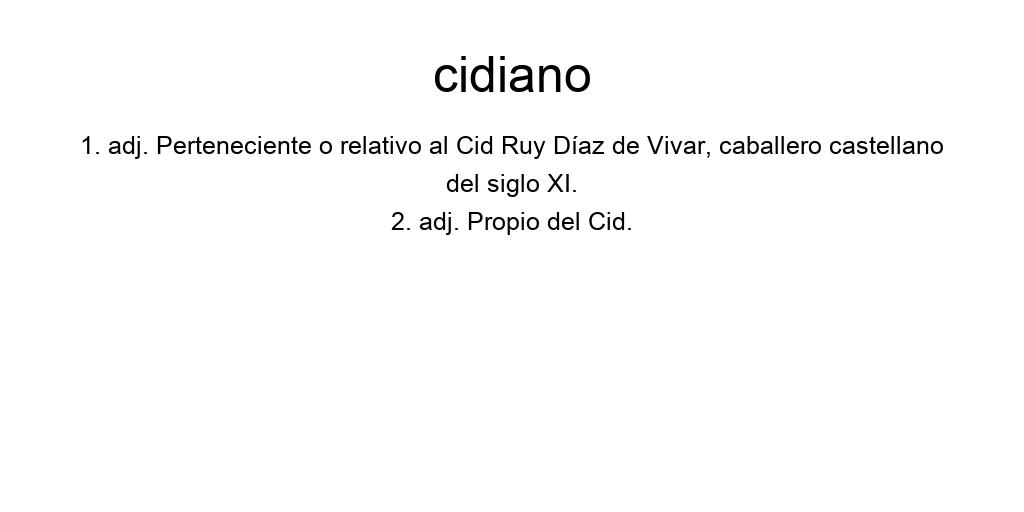 cidiano
1. adj. Perteneciente o relativo al Cid Ruy Díaz de Vivar, caballero castellano
del siglo XI.
2. adj. Propio del Cid.